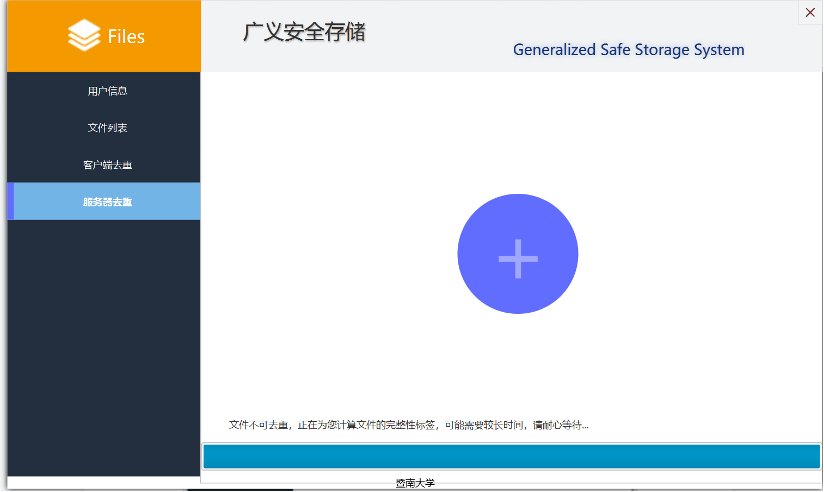 Files
广义安全存储
Generalized Safe Storage System
用户信息
文件列表
客户端去重
服务器去重
文件不可去重，正在为您计算文件的完整性标签，可能需要较长时间，请耐心等待...
暨南大学